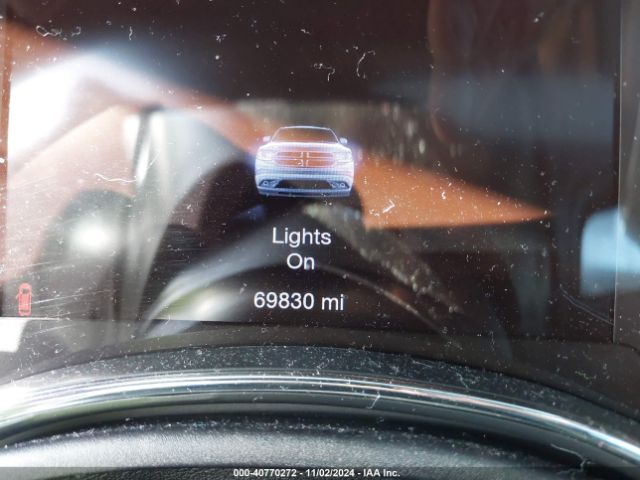 Lights
On
69830 mi
000-40770272 - 11/02/2024 - IAA Inc.